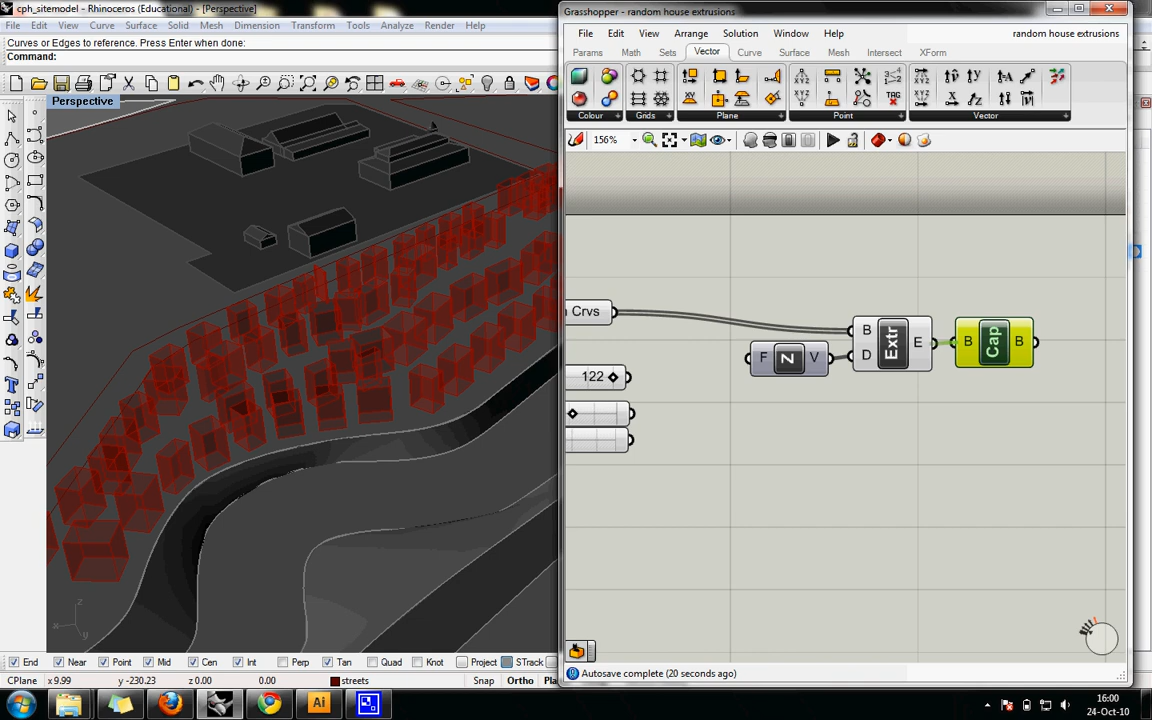 cph_sitemodel - Rhinoceros (Educational) - [Perspective]
File Edit View Curve Surface Solid Mesh Dimension Transform Tools Analyze Render Help
Curves or Edges to reference. Press Enter when done:
Command:
Perspective
z
x
y
End Near Point Mid Cen Int Perp Tan Quad Knot Project STrack
CPlane x 9.99 y -230.23 z 0.00 0.00 streets Snap Ortho
Grasshopper - random house extrusions
File Edit View Arrange Solution Window Help random house extrusions
Params Math Sets Vector Curve Surface Mesh Intersect XForm
Colour Grids Plane Point Vector
156%
Crvs
122
F Z V
B D Extr E
B Cap B
Autosave complete (20 seconds ago)
Ai
16:00
24-Oct-10